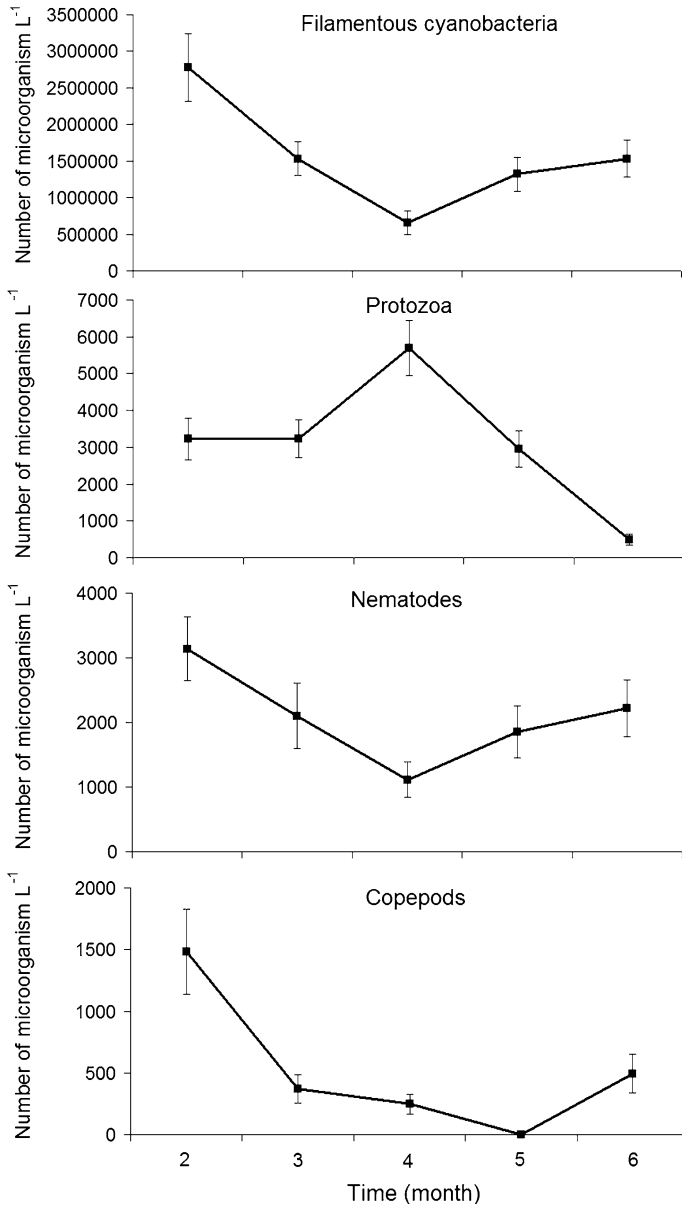 Filamentous cyanobacteria
Number of microorganism L⁻¹
3500000
3000000
2500000
2000000
1500000
1000000
500000
0
Protozoa
Number of microorganism L⁻¹
7000
6000
5000
4000
3000
2000
1000
0
Nematodes
Number of microorganism L⁻¹
4000
3000
2000
1000
0
Copepods
Number of microorganism L⁻¹
2000
1500
1000
500
0
2 3 4 5 6
Time (month)